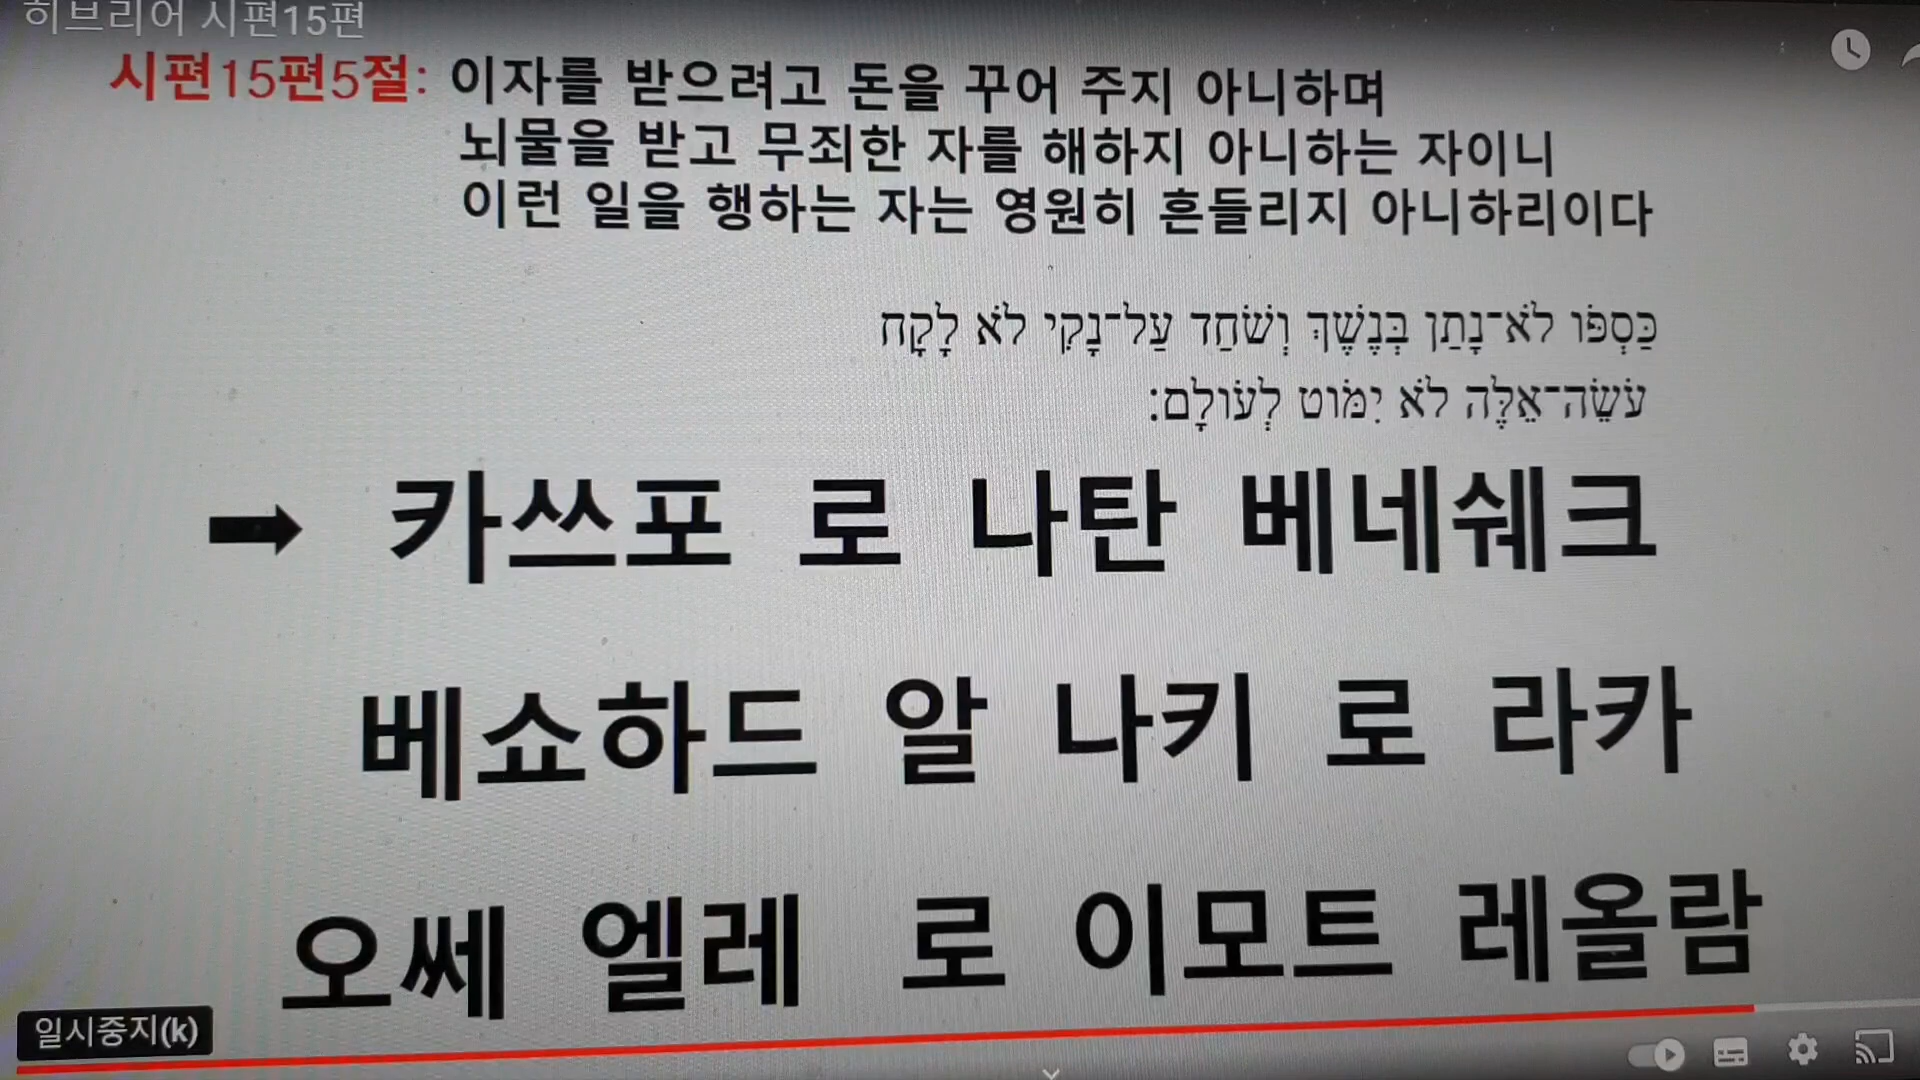 히브리어 시편15편
시편15편5절: 이자를 받으려고 돈을 꾸어 주지 아니하며
뇌물을 받고 무죄한 자를 해하지 아니하는 자이니
이런 일을 행하는 자는 영원히 흔들리지 아니하리이다
כַּסְפּוֹ לֹא־נָתַן בְּנֶשֶׁךְ וְשֹׁחַד עַל־נָקִי לֹא לָקָח
עֹשֵׂה־אֵלֶּה לֹא יִמּוֹט לְעוֹלָם׃
➡ 카쓰포 로 나탄 베네쉐크
베쇼하드 알 나키 로 라카
오쎄 엘레 로 이모트 레올람
일시중지(k)